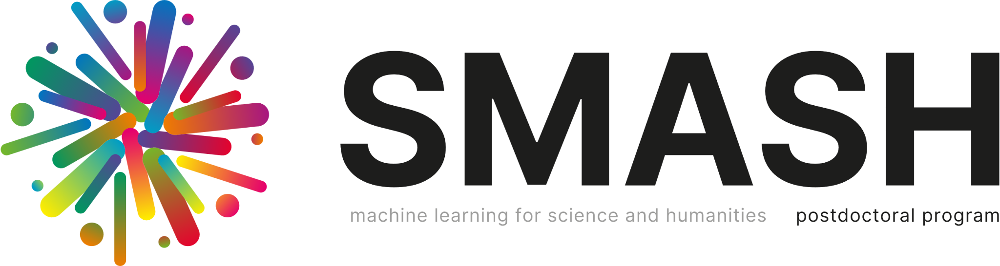 SMASH
machine learning for science and humanities postdoctoral program